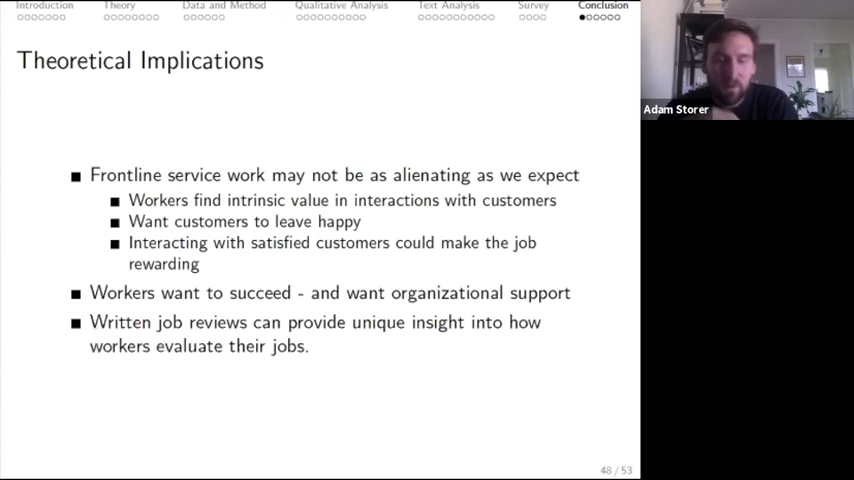 Introduction Theory Data and Method Qualitative Analysis Text Analysis Survey Conclusion
Theoretical Implications
Adam Storer
Frontline service work may not be as alienating as we expect
Workers find intrinsic value in interactions with customers
Want customers to leave happy
Interacting with satisfied customers could make the job
rewarding
Workers want to succeed - and want organizational support
Written job reviews can provide unique insight into how
workers evaluate their jobs.
48 / 53